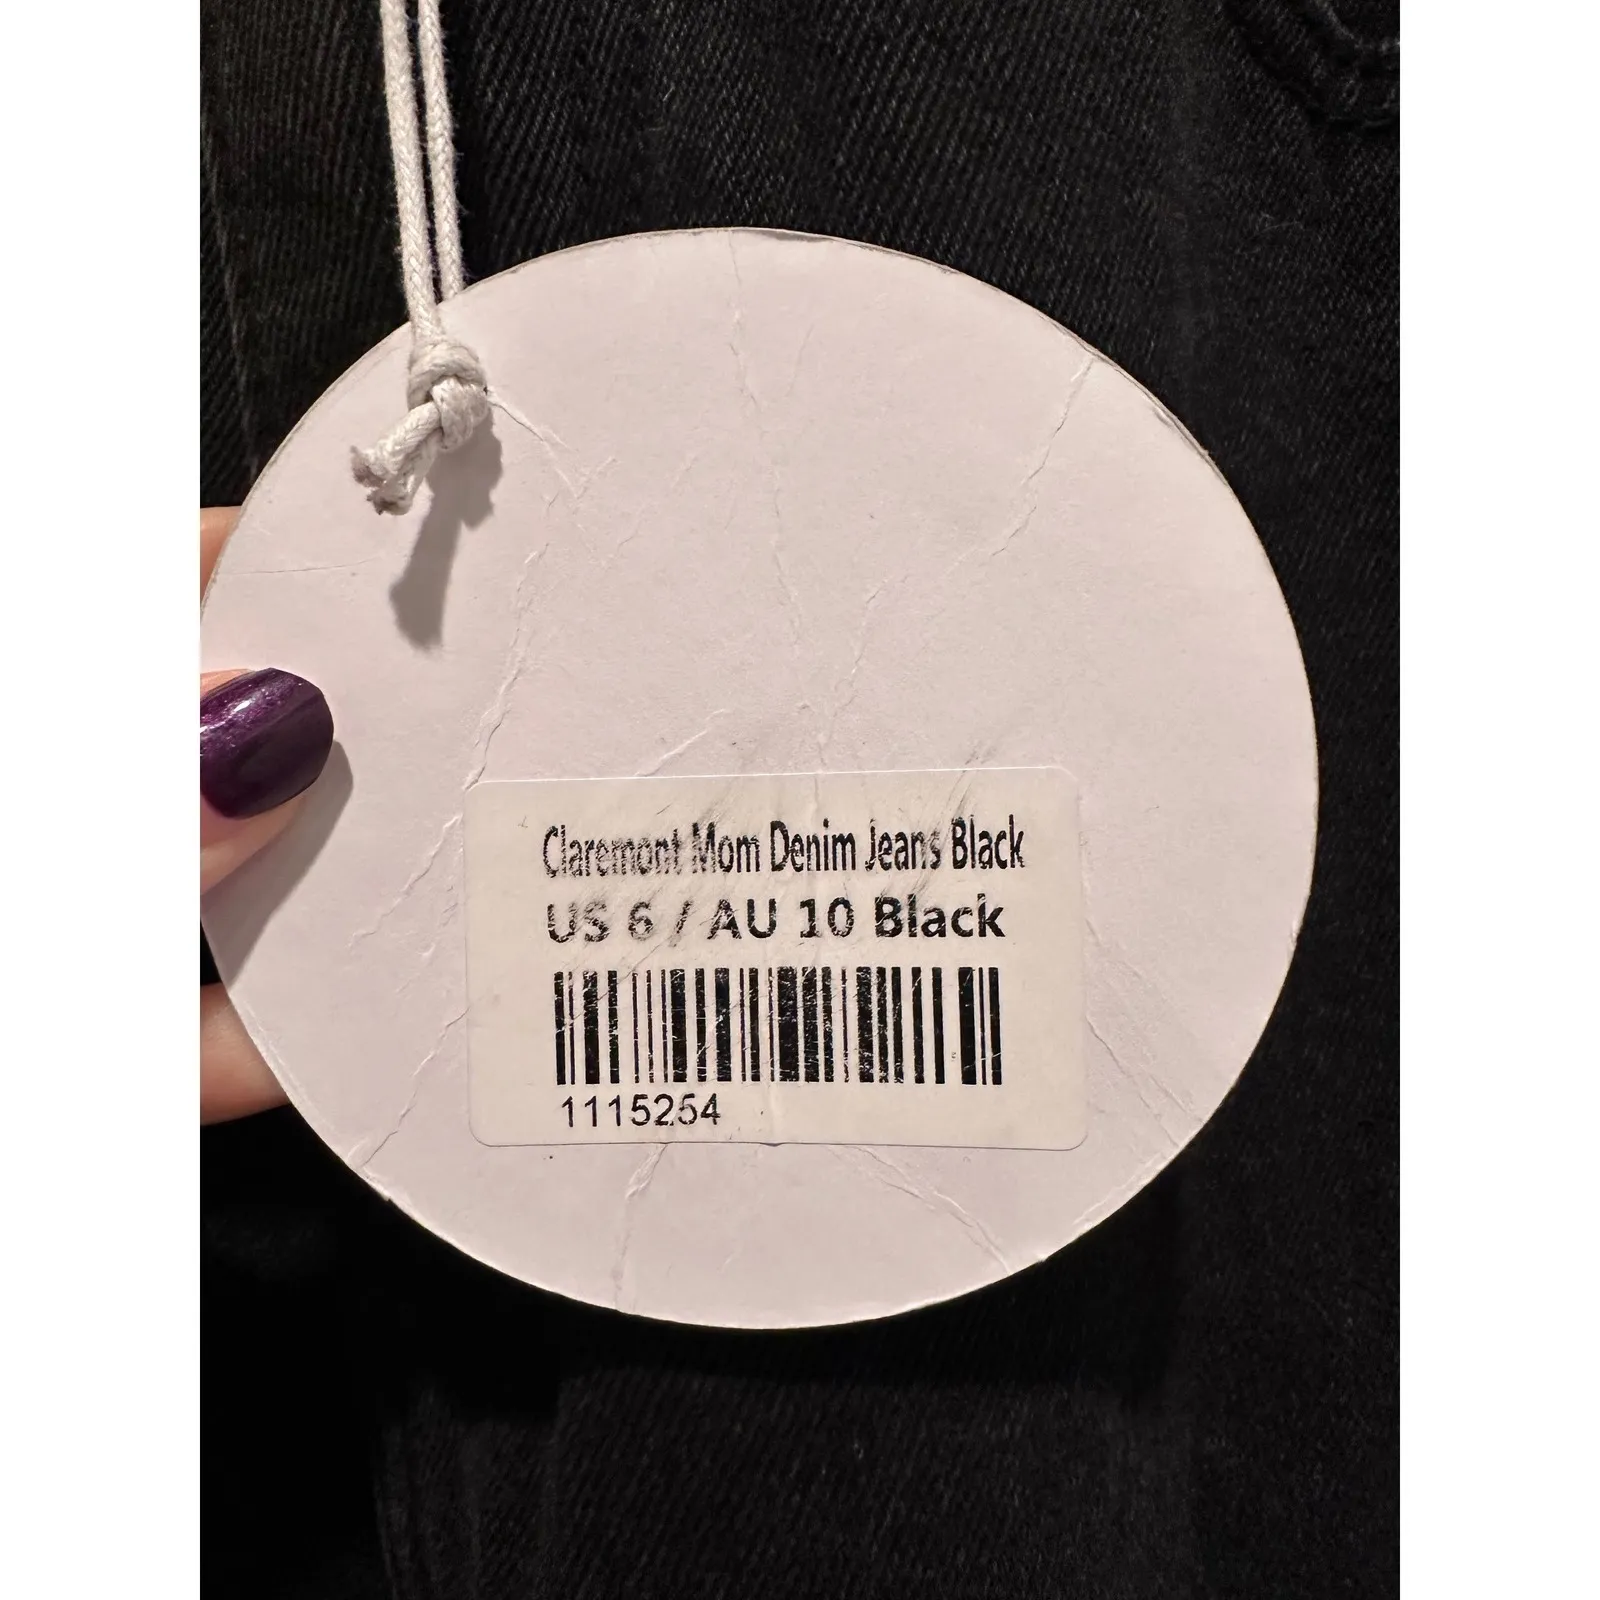 Claremont Mom Denim Jeans Black
US 6 / AU 10 Black
1115254